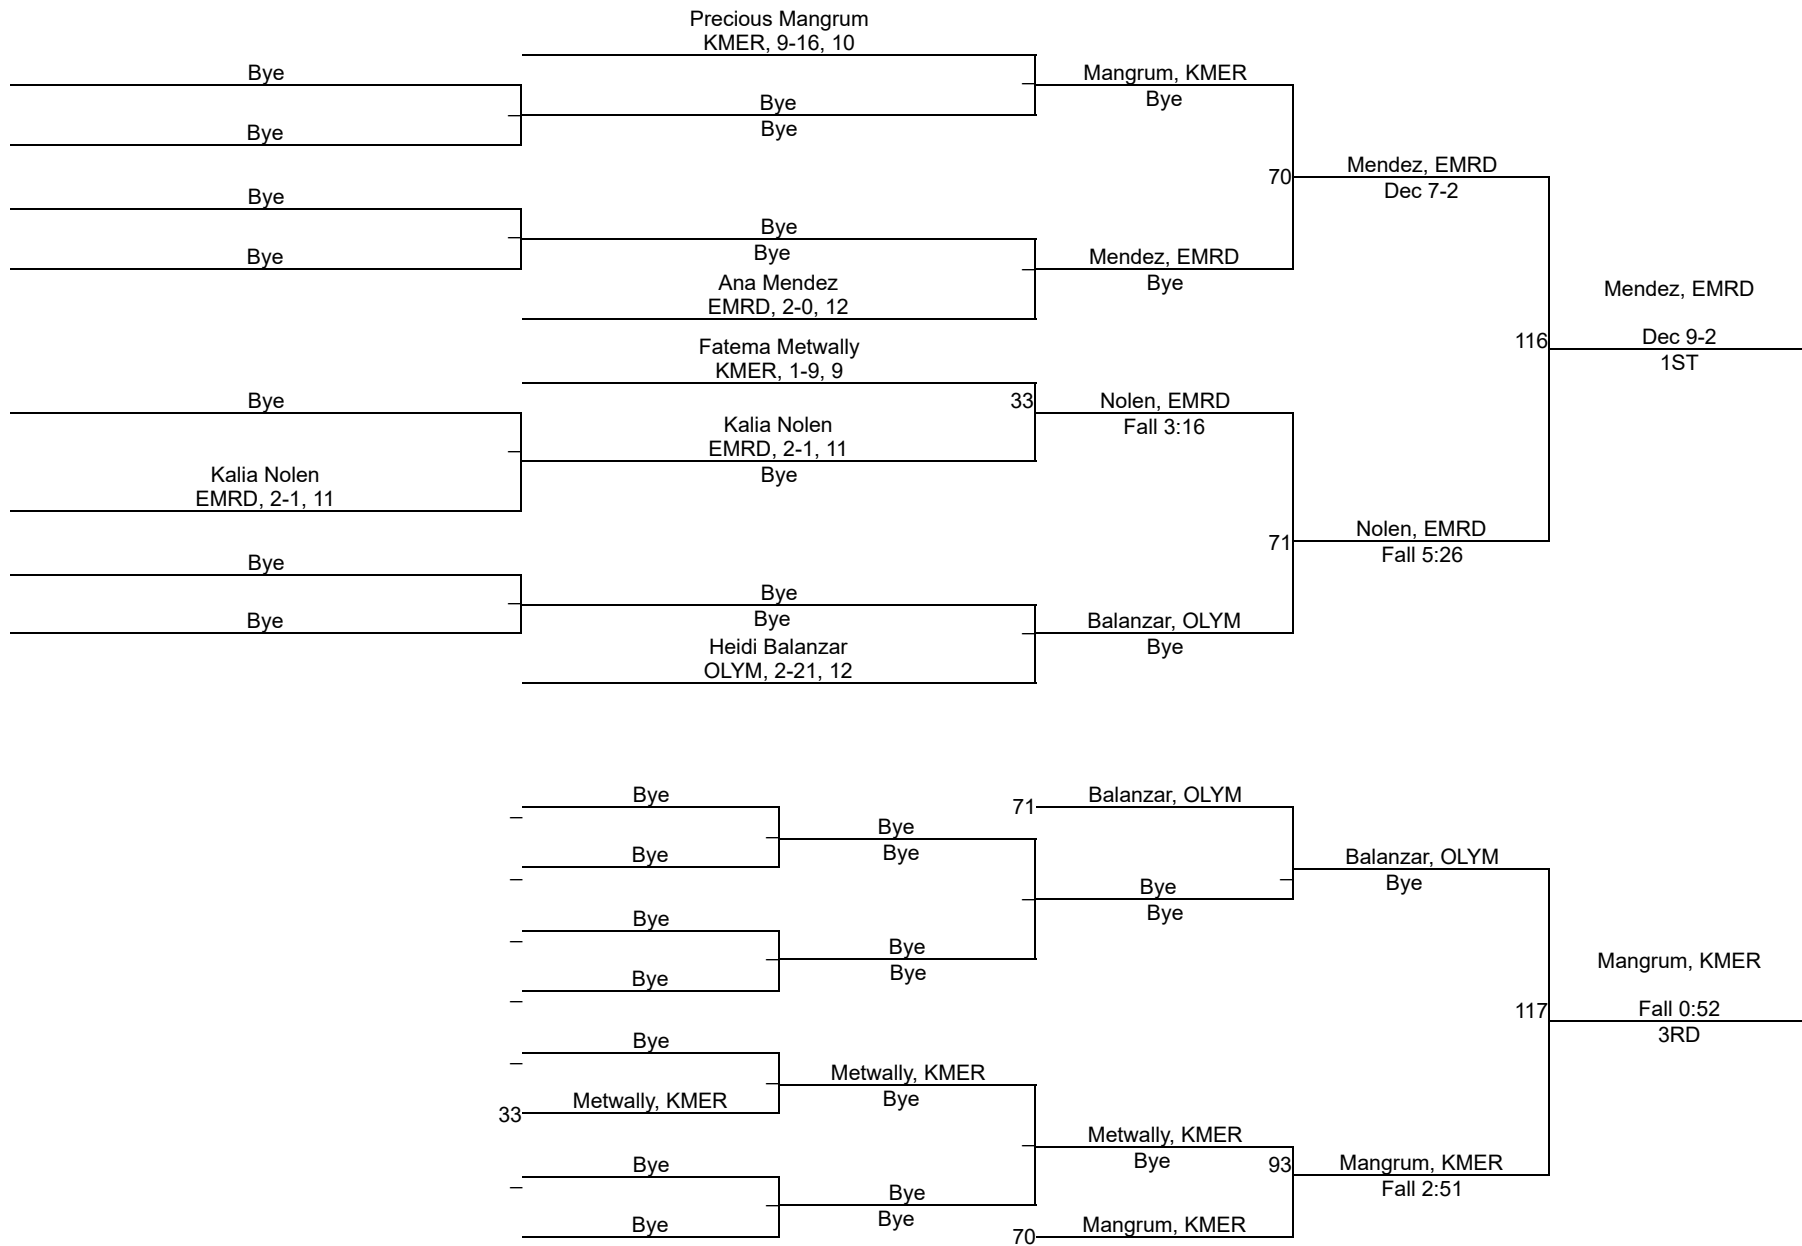 Precious Mangrum
KMER, 9-16, 10
Bye
Mangrum, KMER
Bye
Bye
Bye
Bye
Bye
70
Mendez, EMRD
Dec 7-2
Bye
Bye
Bye
Bye
Mendez, EMRD
Bye
Ana Mendez
EMRD, 2-0, 12
Mendez, EMRD
Dec 9-2
1ST
116
Fatema Metwally
KMER, 1-9, 9
Bye
33
Nolen, EMRD
Fall 3:16
Kalia Nolen
EMRD, 2-1, 11
Bye
Kalia Nolen
EMRD, 2-1, 11
71
Nolen, EMRD
Fall 5:26
Bye
Bye
Bye
Bye
Balanzar, OLYM
Bye
Heidi Balanzar
OLYM, 2-21, 12
Bye
71
Balanzar, OLYM
Bye
Bye
Bye
Balanzar, OLYM
Bye
Bye
Bye
Bye
Bye
Bye
Bye
Mangrum, KMER
Fall 0:52
3RD
117
Bye
Metwally, KMER
Bye
33
Metwally, KMER
Metwally, KMER
Bye
93
Mangrum, KMER
Fall 2:51
Bye
Bye
Bye
Bye
70
Mangrum, KMER